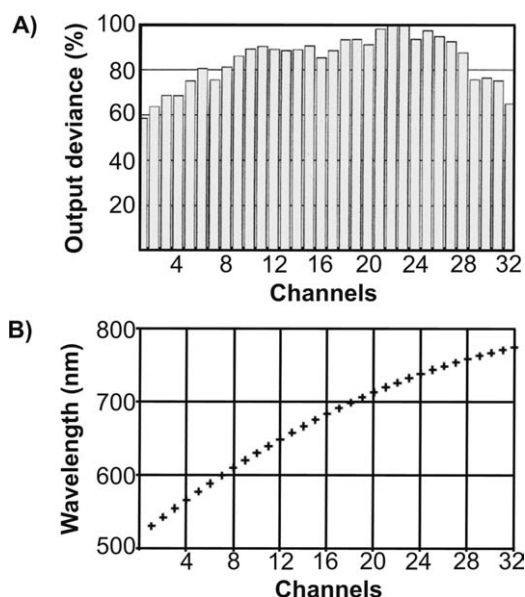 A)
Output deviance (%)
100
80
60
40
20
4 8 12 16 20 24 28 32
Channels
B)
Wavelength (nm)
800
700
600
500
4 8 12 16 20 24 28 32
Channels